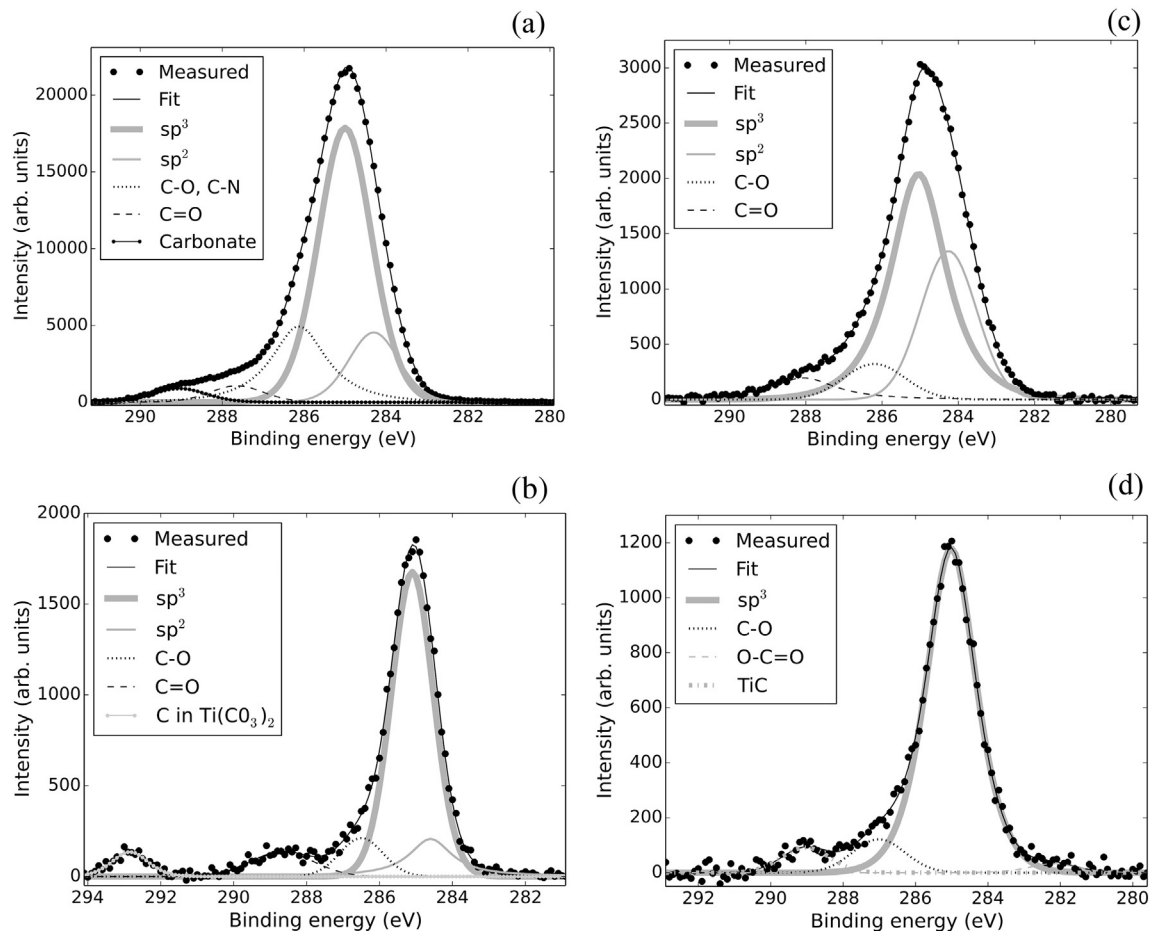 (a)
Intensity (arb. units)
20000
15000
10000
5000
0
Measured
Fit
sp³
sp²
C-O, C-N
C=O
Carbonate
290 288 286 284 282 280
Binding energy (eV)
(c)
Intensity (arb. units)
3000
2500
2000
1500
1000
500
0
Measured
Fit
sp³
sp²
C-O
C=O
290 288 286 284 282 280
Binding energy (eV)
(b)
Intensity (arb. units)
2000
1500
1000
500
0
Measured
Fit
sp³
sp²
C-O
C=O
C in Ti(C0₃)₂
294 292 290 288 286 284 282
Binding energy (eV)
(d)
Intensity (arb. units)
1200
1000
800
600
400
200
0
Measured
Fit
sp³
C-O
O-C=O
TiC
292 290 288 286 284 282 280
Binding energy (eV)